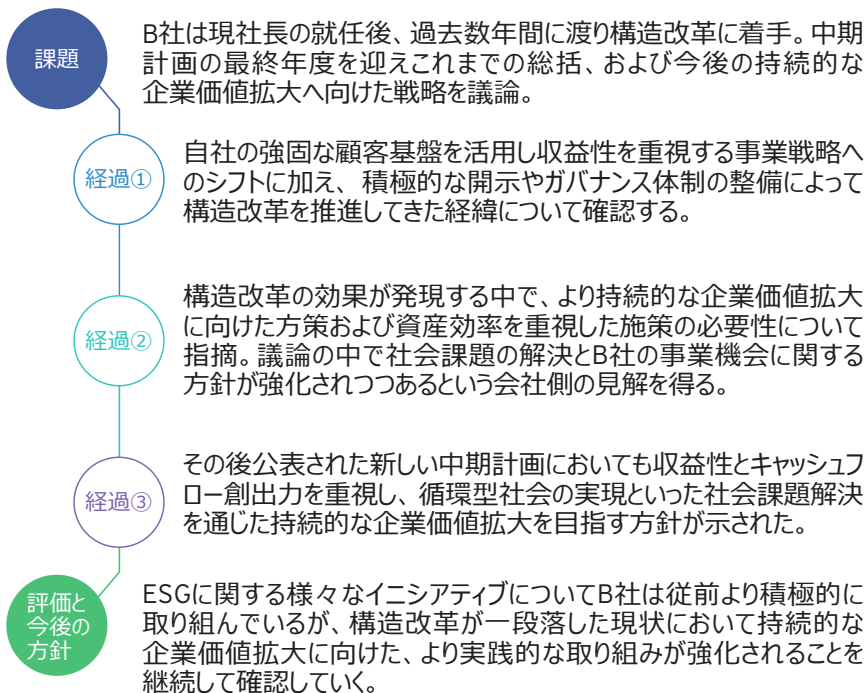 課題
B社は現社長の就任後、過去数年間に渡り構造改革に着手。中期
計画の最終年度を迎えこれまでの総括、および今後の持続的な
企業価値拡大へ向けた戦略を議論。
経過①
自社の強固な顧客基盤を活用し収益性を重視する事業戦略へ
のシフトに加え、積極的な開示やガバナンス体制の整備によって
構造改革を推進してきた経緯について確認する。
経過②
構造改革の効果が発現する中で、より持続的な企業価値拡大
に向けた方策および資産効率を重視した施策の必要性について
指摘。議論の中で社会課題の解決とB社の事業機会に関する
方針が強化されつつあるという会社側の見解を得る。
経過③
その後公表された新しい中期計画においても収益性とキャッシュフ
ロー創出力を重視し、循環型社会の実現といった社会課題解決
を通じた持続的な企業価値拡大を目指す方針が示された。
評価と
今後の
方針
ESGに関する様々なイニシアティブについてB社は従前より積極的に
取り組んでいるが、構造改革が一段落した現状において持続的な
企業価値拡大に向けた、より実践的な取り組みが強化されることを
継続して確認していく。